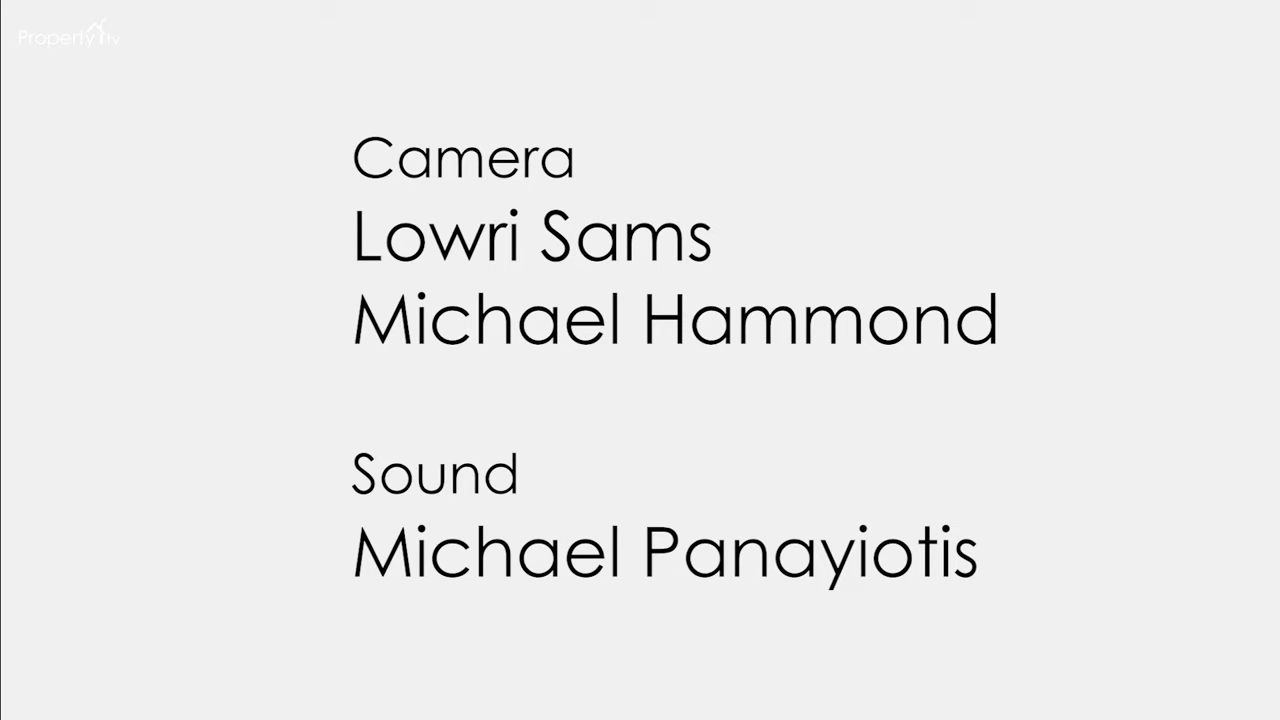 Property tv
Camera
Lowri Sams
Michael Hammond
Sound
Michael Panayiotis